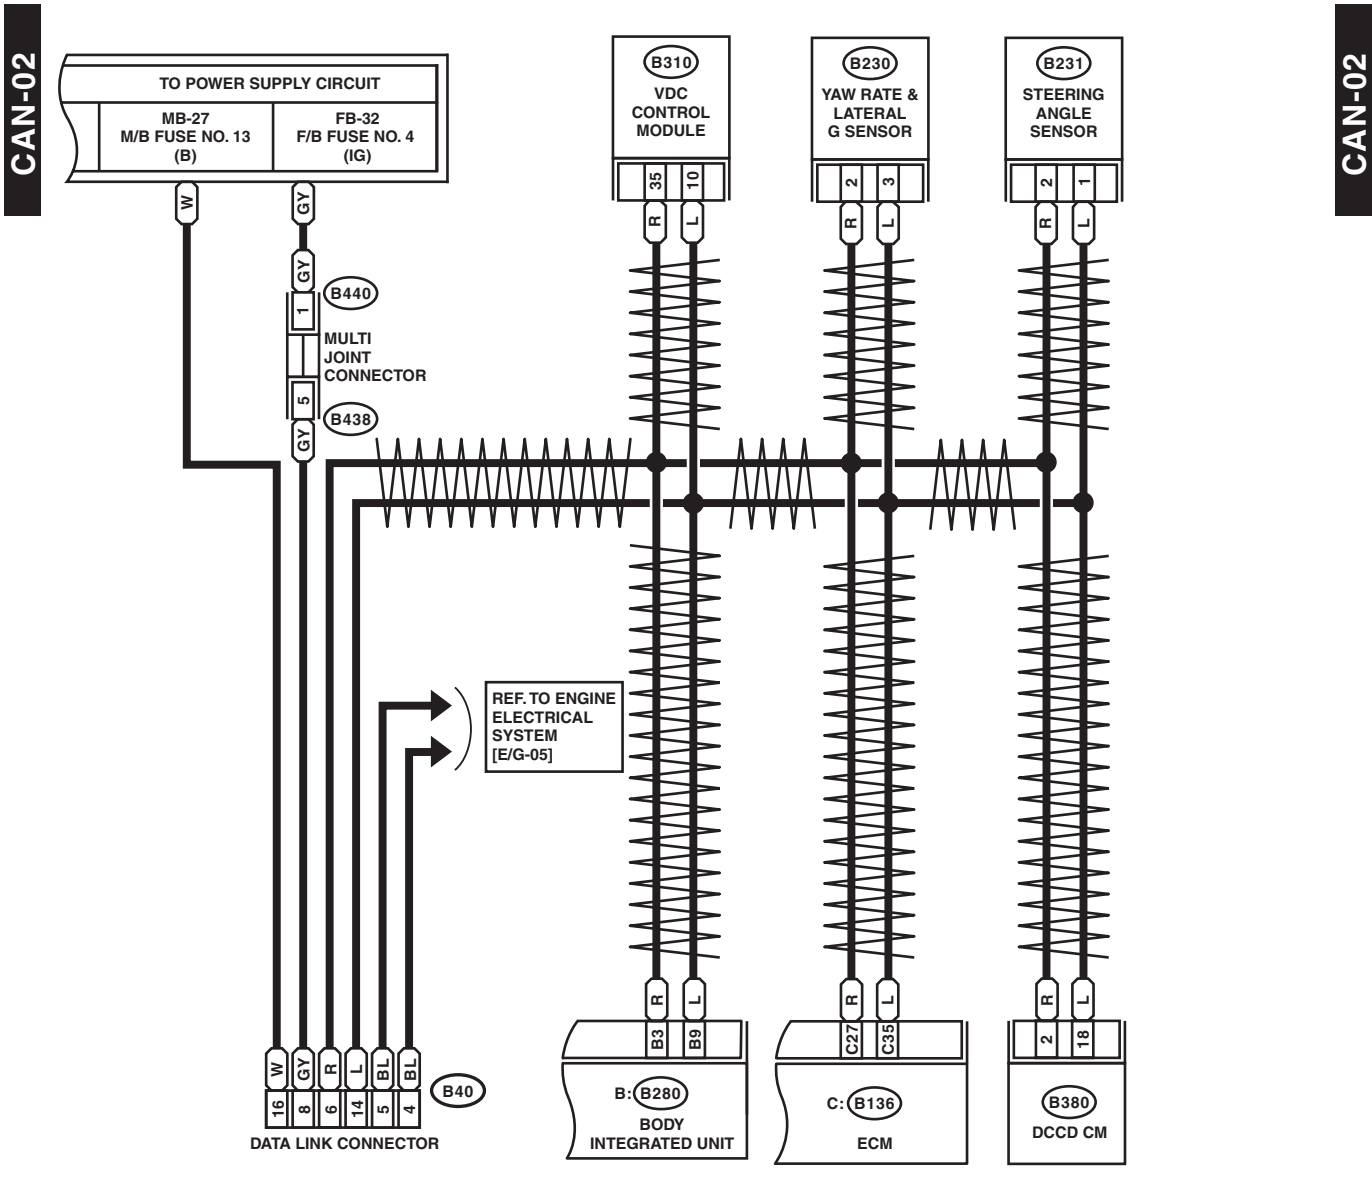 CAN-02
CAN-02
TO POWER SUPPLY CIRCUIT
MB-27
M/B FUSE NO. 13
(B)
FB-32
F/B FUSE NO. 4
(IG)
W
GY
GY
B440
1
MULTI
JOINT
CONNECTOR
5
B438
GY
B310
VDC
CONTROL
MODULE
35
10
R
L
B230
YAW RATE &
LATERAL
G SENSOR
2
3
R
L
B231
STEERING
ANGLE
SENSOR
2
1
R
L
REF. TO ENGINE
ELECTRICAL
SYSTEM
[E/G-05]
W
GY
R
L
BL
BL
16
8
6
14
5
4
B40
DATA LINK CONNECTOR
R
L
B3
B9
B: B280
BODY
INTEGRATED UNIT
R
L
C27
C35
C: B136
ECM
R
L
2
18
B380
DCCD CM